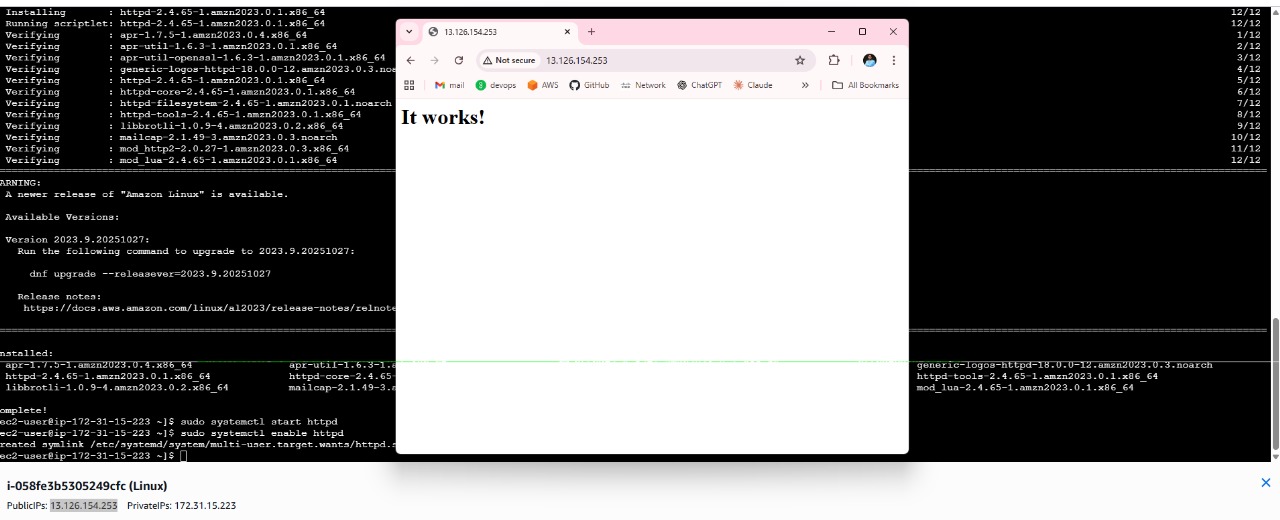 Installing       : httpd-2.4.65-1.amzn2023.0.1.x86_64 12/12
Running scriptlet: httpd-2.4.65-1.amzn2023.0.1.x86_64 12/12
Verifying        : apr-1.7.5-1.amzn2023.0.4.x86_64 1/12
Verifying        : apr-util-1.6.3-1.amzn2023.0.1.x86_64 2/12
Verifying        : apr-util-openssl-1.6.3-1.amzn2023.0.1.x86_64 3/12
Verifying        : generic-logos-httpd-18.0.0-12.amzn2023.0.3.noa 4/12
Verifying        : httpd-2.4.65-1.amzn2023.0.1.x86_64 5/12
Verifying        : httpd-core-2.4.65-1.amzn2023.0.1.x86_64 6/12
Verifying        : httpd-filesystem-2.4.65-1.amzn2023.0.1.noarch 7/12
Verifying        : httpd-tools-2.4.65-1.amzn2023.0.1.x86_64 8/12
Verifying        : libbrotli-1.0.9-4.amzn2023.0.2.x86_64 9/12
Verifying        : mailcap-2.1.49-3.amzn2023.0.3.noarch 10/12
Verifying        : mod_http2-2.0.27-1.amzn2023.0.3.x86_64 11/12
Verifying        : mod_lua-2.4.65-1.amzn2023.0.1.x86_64 12/12
ARNING:
A newer release of "Amazon Linux" is available.
Available Versions:
Version 2023.9.20251027:
Run the following command to upgrade to 2023.9.20251027:
dnf upgrade --releasever=2023.9.20251027
Release notes:
https://docs.aws.amazon.com/linux/al2023/release-notes/relnote
nstalled:
apr-1.7.5-1.amzn2023.0.4.x86_64 apr-util-1.6.3-1.a generic-logos-httpd-18.0.0-12.amzn2023.0.3.noarch
httpd-2.4.65-1.amzn2023.0.1.x86_64 httpd-core-2.4.65- httpd-tools-2.4.65-1.amzn2023.0.1.x86_64
libbrotli-1.0.9-4.amzn2023.0.2.x86_64 mailcap-2.1.49-3.a mod_lua-2.4.65-1.amzn2023.0.1.x86_64
omplete!
ec2-user@ip-172-31-15-223 ~]$ sudo systemctl start httpd
ec2-user@ip-172-31-15-223 ~]$ sudo systemctl enable httpd
reated symlink /etc/systemd/system/multi-user.target.wants/httpd.s
ec2-user@ip-172-31-15-223 ~]$
13.126.154.253
Not secure 13.126.154.253
mail devops AWS GitHub Network ChatGPT Claude » All Bookmarks
It works!
i-058fe3b5305249cfc (Linux)
PublicIPs: 13.126.154.253 PrivateIPs: 172.31.15.223